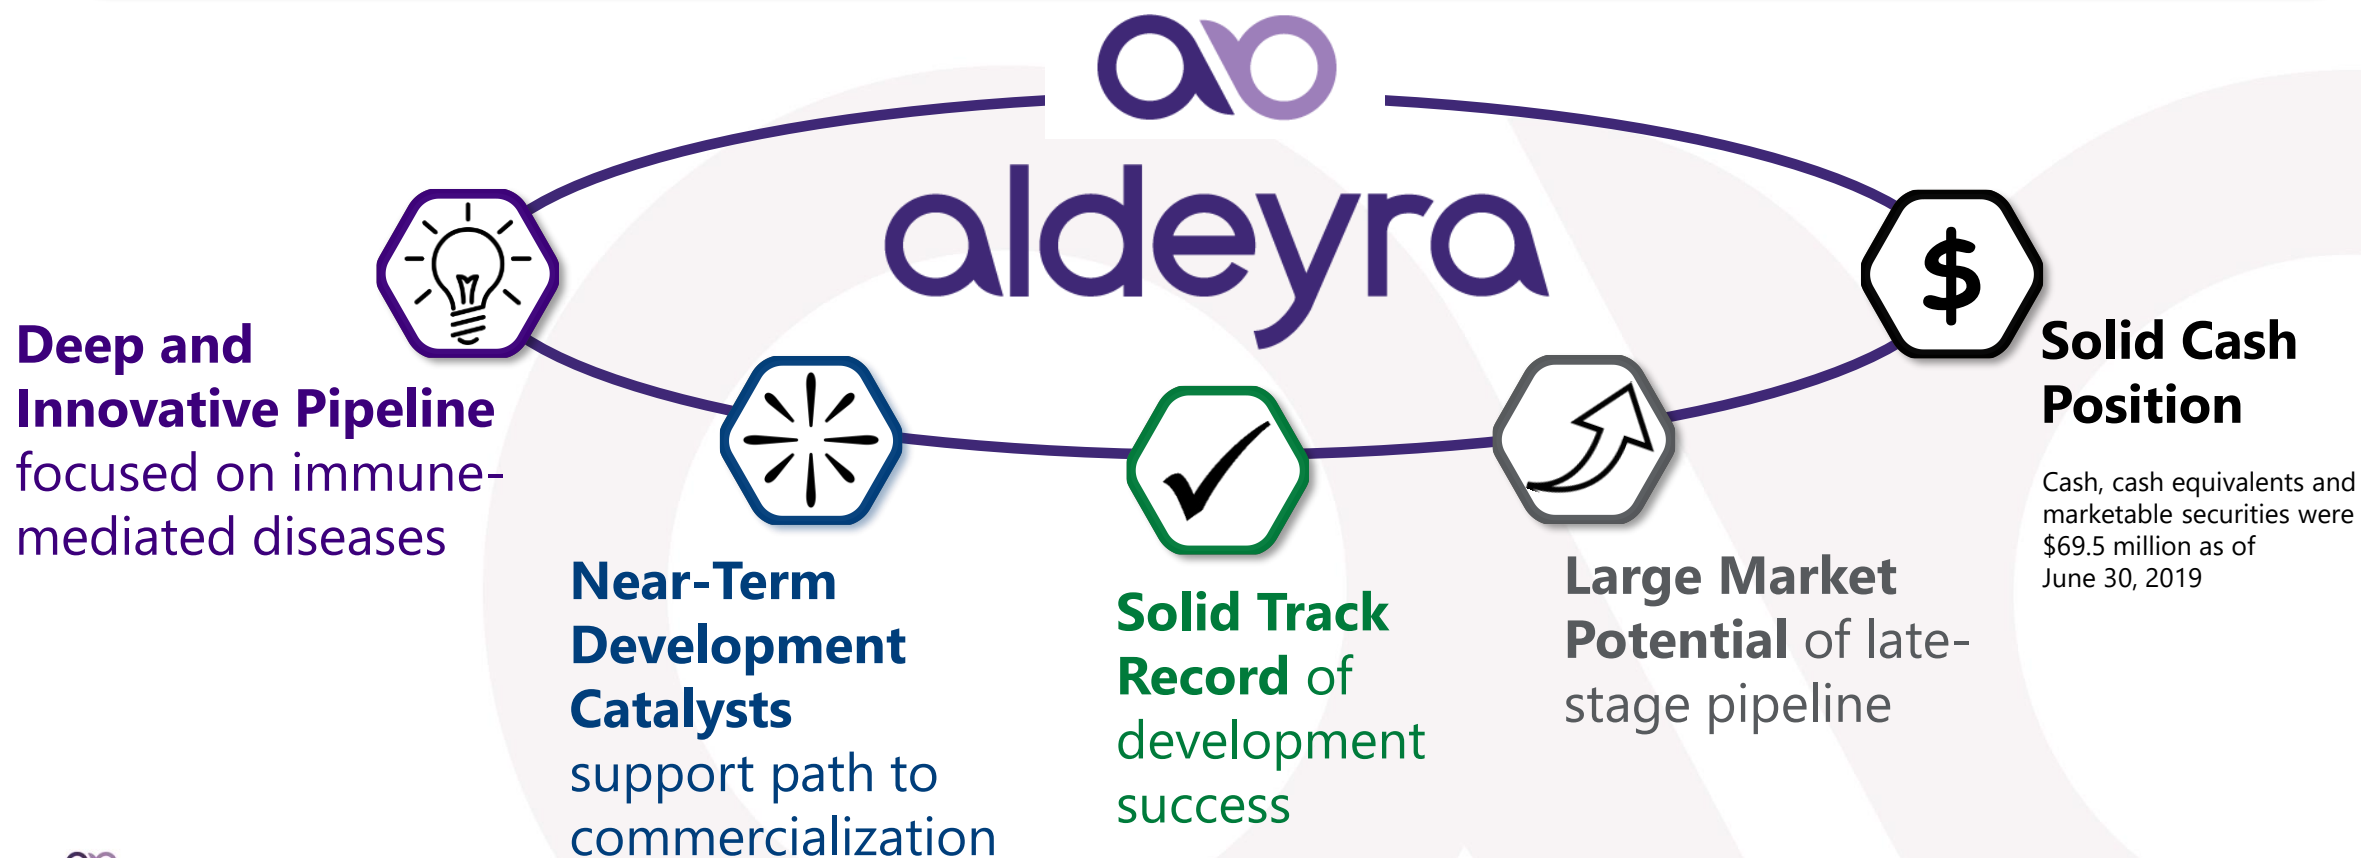 aldeyra
Deep and
Innovative Pipeline
focused on immune-
mediated diseases
Near-Term
Development
Catalysts
support path to
commercialization
Solid Track
Record of
development
success
Large Market
Potential of late-
stage pipeline
$
Solid Cash
Position
Cash, cash equivalents and
marketable securities were
$69.5 million as of
June 30, 2019